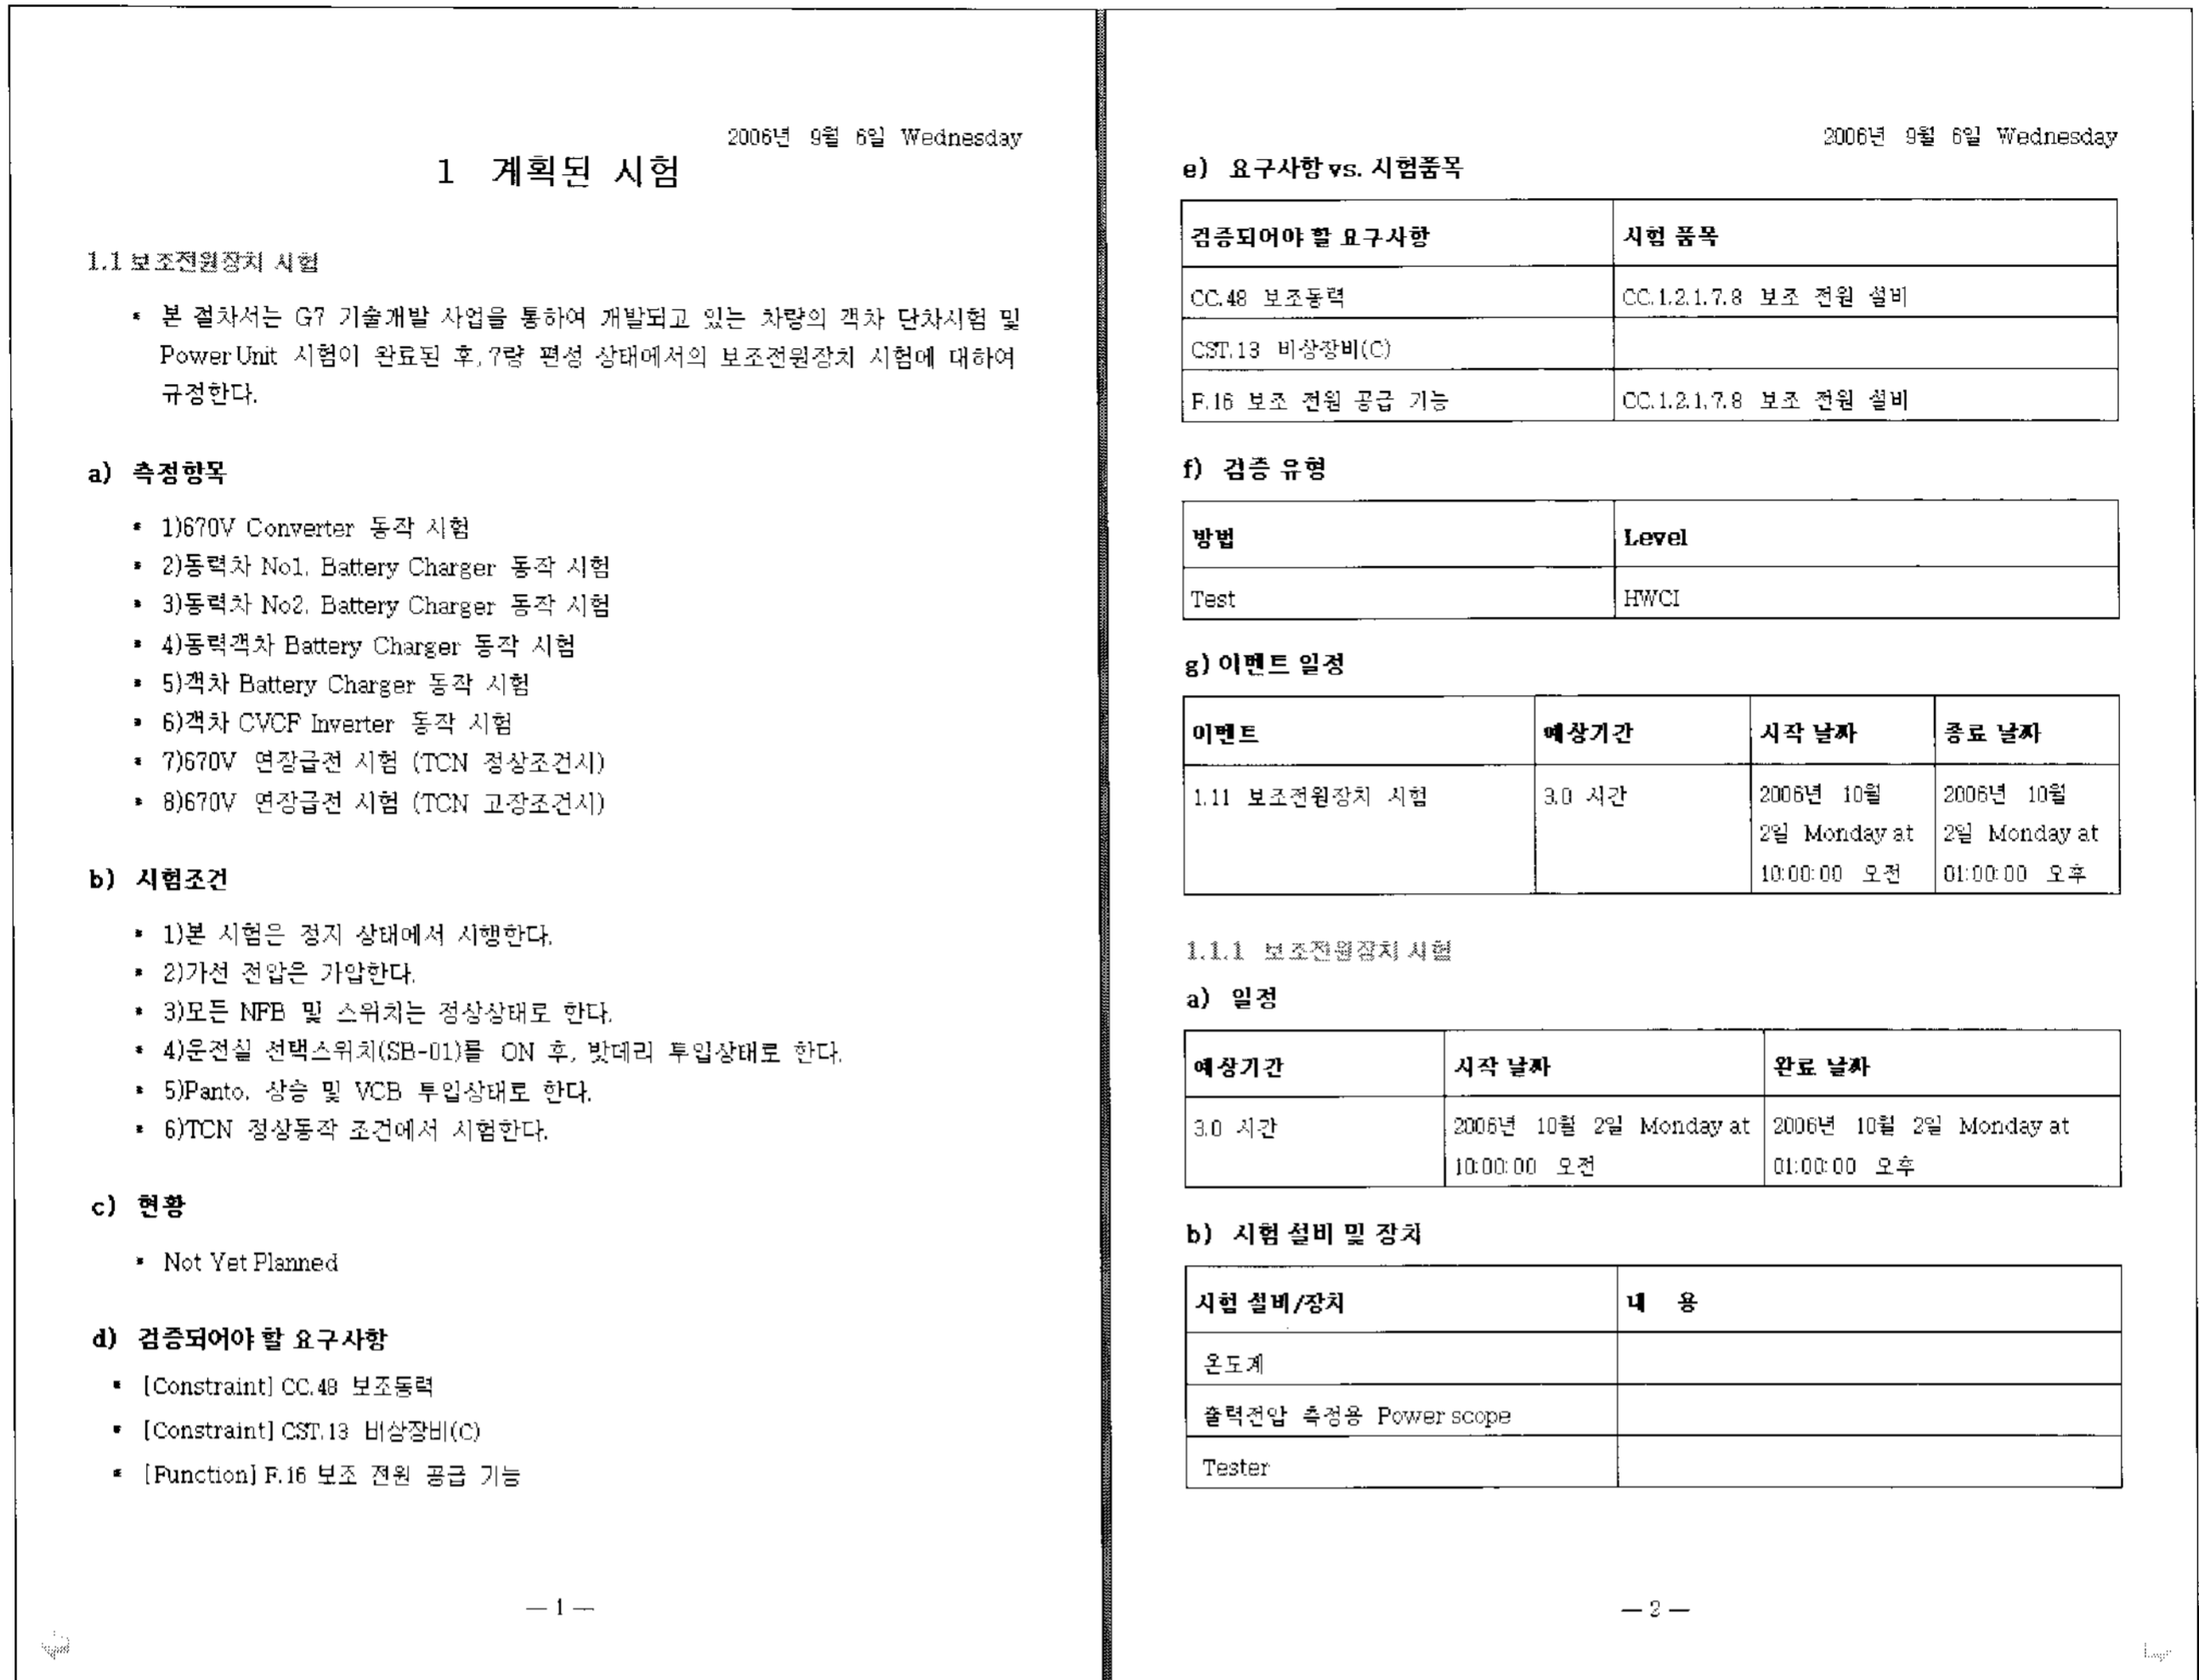 2006년 9월 6일 Wednesday
1 계획된 시험
1.1 보조전원장치 시험
본 절차서는 G7 기술개발 사업을 통하여 개발되고 있는 차량의 객차 단차시험 및
Power Unit 시험이 완료된 후, 7량 편성 상태에서의 보조전원장치 시험에 대하여
규정한다.
a) 측정항목
1)670V Converter 동작 시험
2)동력차 No1. Battery Charger 동작 시험
3)동력차 No2. Battery Charger 동작 시험
4)동력객차 Battery Charger 동작 시험
5)객차 Battery Charger 동작 시험
6)객차 CVCF Inverter 동작 시험
7)670V 연장급전 시험 (TCN 정상조건시)
8)670V 연장급전 시험 (TCN 고장조건시)
b) 시험조건
1)본 시험은 정지 상태에서 시행한다.
2)가선 전압은 가압한다.
3)모든 NFB 및 스위치는 정상상태로 한다.
4)운전실 선택스위치(SB-01)를 ON 후, 밧데리 투입상태로 한다.
5)Panto. 상승 및 VCB 투입상태로 한다.
6)TCN 정상동작 조건에서 시험한다.
c) 현황
Not Yet Planned
d) 검증되어야 할 요구사항
[Constraint] CC.48 보조동력
[Constraint] CST.13 비상장비(C)
[Function] F.16 보조 전원 공급 기능
— 1 —
2006년 9월 6일 Wednesday
e) 요구사항 vs. 시험품목
검증되어야 할 요구사항 시험 품목
CC.48 보조동력 CC.1.2.1.7.8 보조 전원 설비
CST.13 비상장비(C)
F.16 보조 전원 공급 기능 CC.1.2.1.7.8 보조 전원 설비
f) 검증 유형
방법 Level
Test HWCI
g) 이벤트 일정
이벤트 예상기간 시작 날짜 종료 날짜
1.11 보조전원장치 시험 3.0 시간 2006년 10월 2006년 10월
2일 Monday at 2일 Monday at
10:00:00 오전 01:00:00 오후
1.1.1 보조전원장치 시험
a) 일정
예상기간 시작 날짜 완료 날짜
3.0 시간 2006년 10월 2일 Monday at 2006년 10월 2일 Monday at
10:00:00 오전 01:00:00 오후
b) 시험 설비 및 장치
시험 설비/장치 내 용
온도계
출력전압 측정용 Power scope
Tester
— 2 —